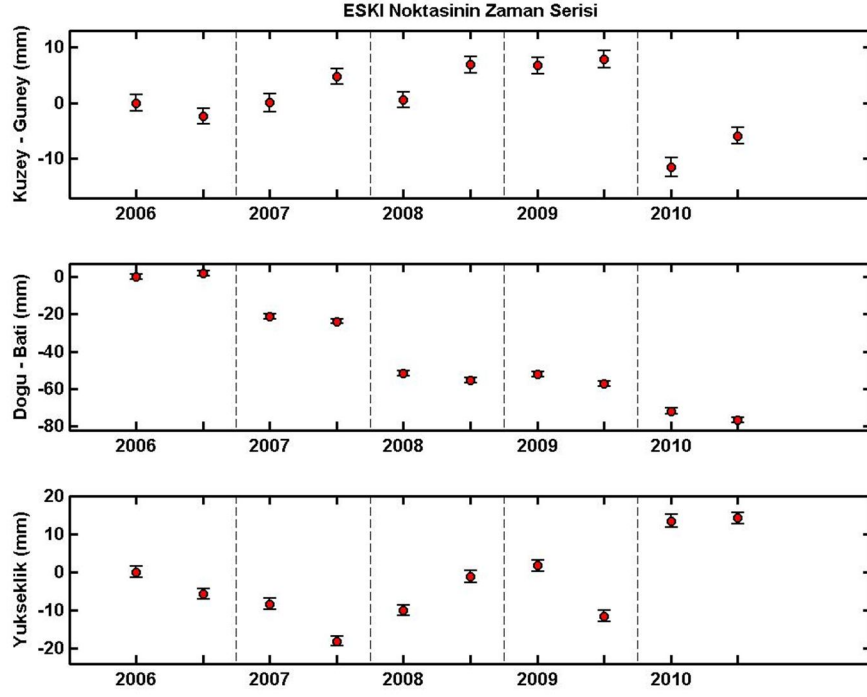 ESKI Noktasinin Zaman Serisi
Kuzey - Guney (mm)
10
0
-10
2006 2007 2008 2009 2010
Dogu - Bati (mm)
0
-20
-40
-60
-80
2006 2007 2008 2009 2010
Yukseklik (mm)
20
10
0
-10
-20
2006 2007 2008 2009 2010